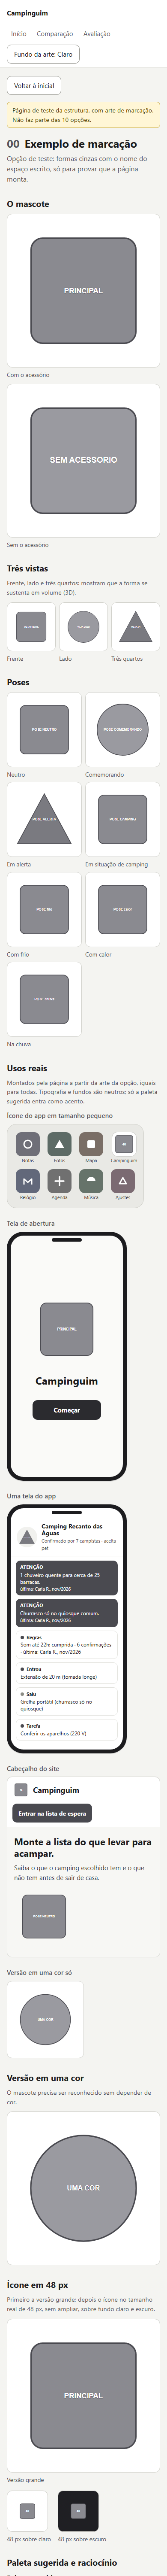 Campinguim
Início
Comparação
Avaliação
Fundo da arte: Claro
Voltar à inicial
Página de teste da estrutura, com arte de marcação.
Não faz parte das 10 opções.
00 Exemplo de marcação
Opção de teste: formas cinzas com o nome do
espaço escrito, só para provar que a página
monta.
O mascote
PRINCIPAL
Com o acessório
SEM ACESSORIO
Sem o acessório
Três vistas
Frente, lado e três quartos: mostram que a forma se
sustenta em volume (3D).
Frente
Lado
Três quartos
Poses
POSE NEUTRO
POSE COMEMORANDO
Neutro
Comemorando
POSE ALERTA
POSE CAMPING
Em alerta
Em situação de camping
POSE frio
POSE calor
Com frio
Com calor
POSE chuva
Na chuva
Usos reais
Montados pela página a partir da arte da opção, iguais
para todas. Tipografia e fundos são neutros; só a paleta
sugerida entra como acento.
Ícone do app em tamanho pequeno
Notas
Fotos
Mapa
Campinguim
Relógio
Agenda
Música
Ajustes
Tela de abertura
PRINCIPAL
Campinguim
Começar
Uma tela do app
Camping Recanto das
Águas
Confirmado por 7 campistas · aceita
pet
ATENÇÃO
1 chuveiro quente para cerca de 25
barracas.
última: Carla R., nov/2026
ATENÇÃO
Churrasco só no quiosque comum.
última: Carla R., nov/2026
Regras
Som até 22h: cumprida · 6 confirmações
· última: Carla R., nov/2026
Entrou
Extensão de 20 m (tomada longe)
Saiu
Grelha portátil (churrasco só no
quiosque)
Tarefa
Conferir os aparelhos (220 V)
Cabeçalho do site
Campinguim
Entrar na lista de espera
Monte a lista do que levar para
acampar.
Saiba o que o camping escolhido tem e o que
não tem antes de sair de casa.
POSE NEUTRO
Versão em uma cor só
UMA COR
Versão em uma cor
O mascote precisa ser reconhecido sem depender de
cor.
UMA COR
Ícone em 48 px
Primeiro a versão grande; depois o ícone no tamanho
real de 48 px, sem ampliar, sobre fundo claro e escuro.
PRINCIPAL
Versão grande
48 px sobre claro
48 px sobre escuro
Paleta sugerida e raciocínio